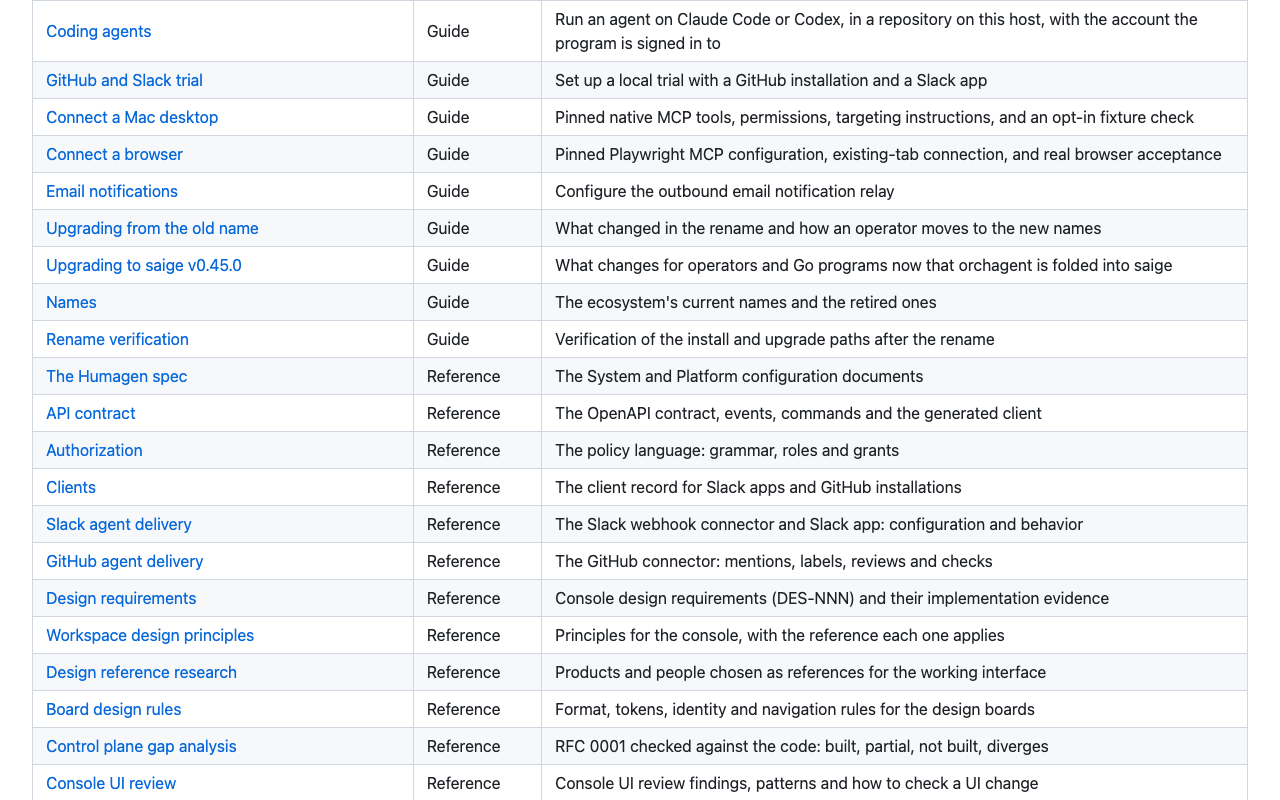 Coding agents Guide Run an agent on Claude Code or Codex, in a repository on this host, with the account the
program is signed in to
GitHub and Slack trial Guide Set up a local trial with a GitHub installation and a Slack app
Connect a Mac desktop Guide Pinned native MCP tools, permissions, targeting instructions, and an opt-in fixture check
Connect a browser Guide Pinned Playwright MCP configuration, existing-tab connection, and real browser acceptance
Email notifications Guide Configure the outbound email notification relay
Upgrading from the old name Guide What changed in the rename and how an operator moves to the new names
Upgrading to saige v0.45.0 Guide What changes for operators and Go programs now that orchagent is folded into saige
Names Guide The ecosystem's current names and the retired ones
Rename verification Guide Verification of the install and upgrade paths after the rename
The Humagen spec Reference The System and Platform configuration documents
API contract Reference The OpenAPI contract, events, commands and the generated client
Authorization Reference The policy language: grammar, roles and grants
Clients Reference The client record for Slack apps and GitHub installations
Slack agent delivery Reference The Slack webhook connector and Slack app: configuration and behavior
GitHub agent delivery Reference The GitHub connector: mentions, labels, reviews and checks
Design requirements Reference Console design requirements (DES-NNN) and their implementation evidence
Workspace design principles Reference Principles for the console, with the reference each one applies
Design reference research Reference Products and people chosen as references for the working interface
Board design rules Reference Format, tokens, identity and navigation rules for the design boards
Control plane gap analysis Reference RFC 0001 checked against the code: built, partial, not built, diverges
Console UI review Reference Console UI review findings, patterns and how to check a UI change